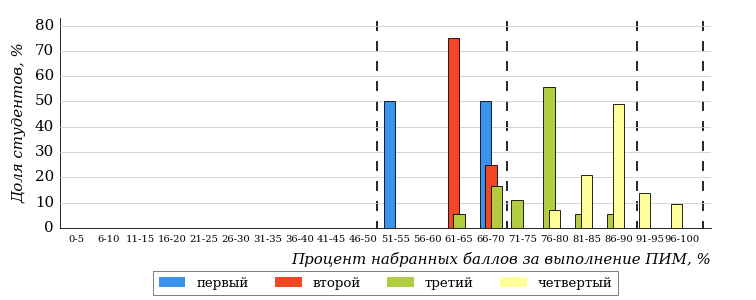 80
70
60
50
40
30
20
10
0
Доля студентов, %
0-5 6-10 11-15 16-20 21-25 26-30 31-35 36-40 41-45 46-50 51-55 56-60 61-65 66-70 71-75 76-80 81-85 86-90 91-95 96-100
Процент набранных баллов за выполнение ПИМ, %
первый второй третий четвертый